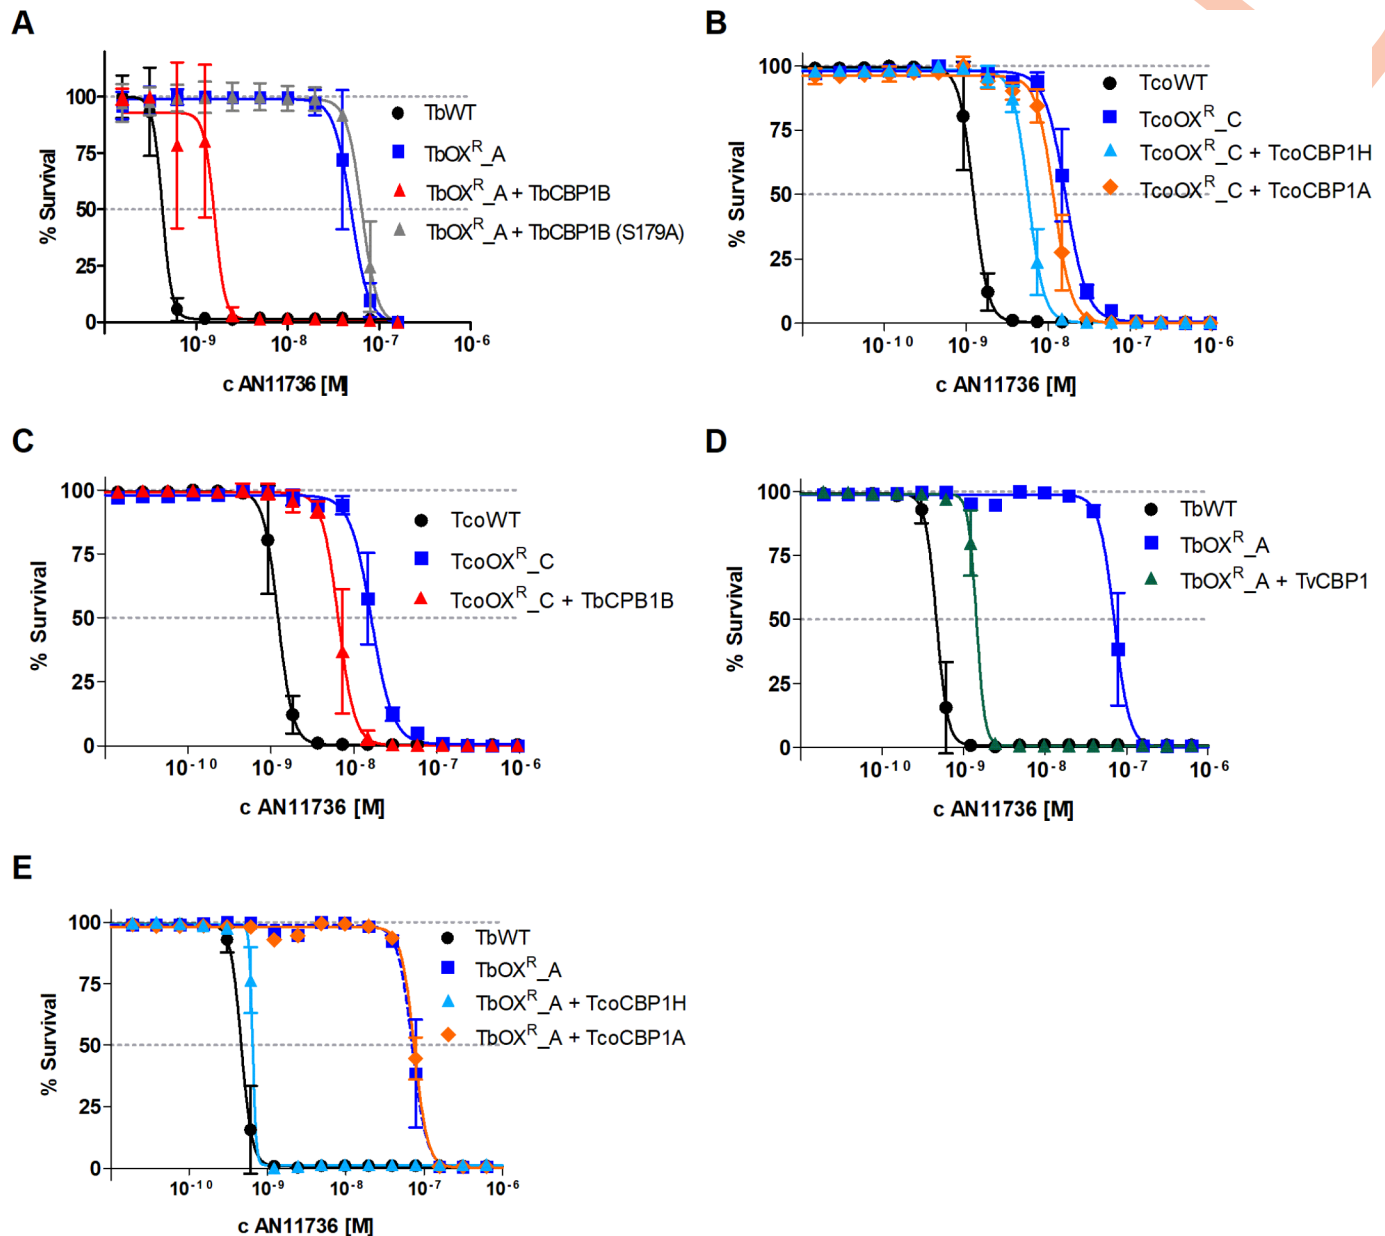 A
100
75
50
25
0
% Survival
10-9
10-8
10-7
10-6
c AN11736 [M]
TbWT
TbOXR_A
TbOXR_A + TbCBP1B
TbOXR_A + TbCBP1B (S179A)
B
100
75
50
25
0
% Survival
10-10
10-9
10-8
10-7
10-6
c AN11736 [M]
TcoWT
TcoOXR_C
TcoOXR_C + TcoCBP1H
TcoOXR_C + TcoCBP1A
C
100
75
50
25
0
% Survival
10-10
10-9
10-8
10-7
10-6
c AN11736 [M]
TcoWT
TcoOXR_C
TcoOXR_C + TbCPB1B
D
100
75
50
25
0
% Survival
10-10
10-9
10-8
10-7
10-6
c AN11736 [M]
TbWT
TbOXR_A
TbOXR_A + TvCBP1
E
100
75
50
25
0
% Survival
10-10
10-9
10-8
10-7
10-6
c AN11736 [M]
TbWT
TbOXR_A
TbOXR_A + TcoCBP1H
TbOXR_A + TcoCBP1A